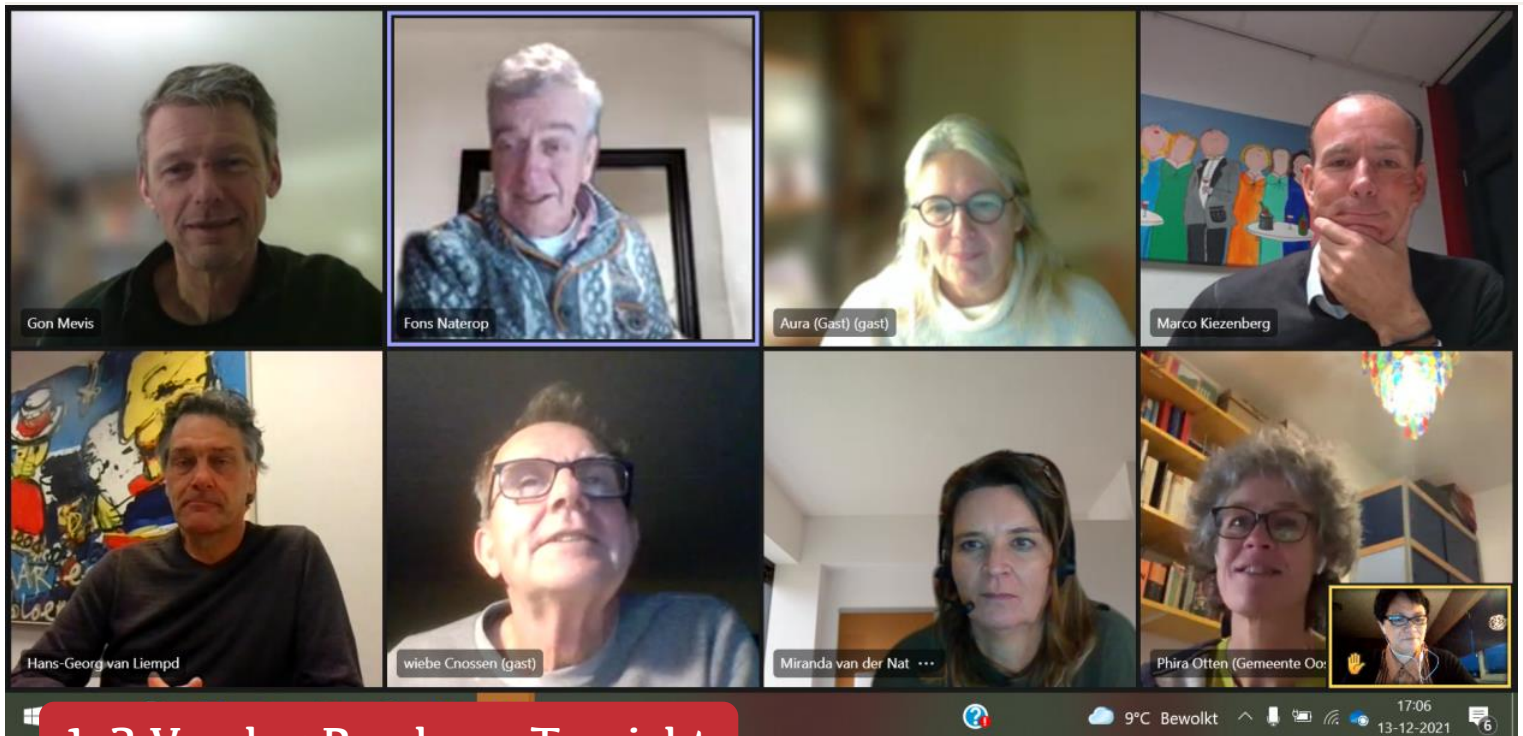 Gon Mevis
Fons Naterop
Aura (Gast) (gast)
Marco Kiezenberg
Hans-Georg van Liempd
wiebe Cnossen (gast)
Miranda van der Nat ...
Phira Otten (Gemeente Oos
9°C Bewolkt
17:06
13-12-2021
6